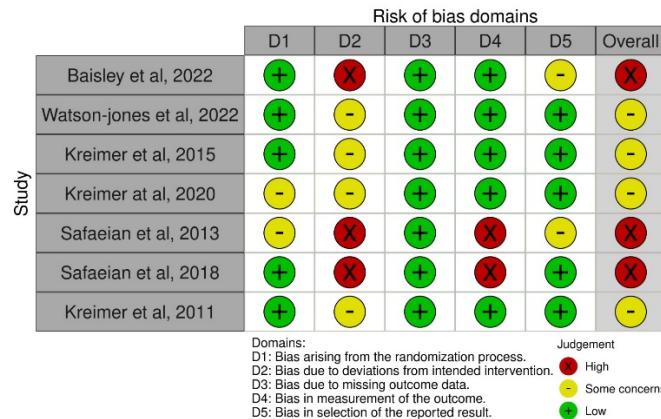 Risk of bias domains
D1 D2 D3 D4 D5 Overall
Study
Baisley et al, 2022 + X + + - X
Watson-jones et al, 2022 + - + + + -
Kreimer et al, 2015 + - + + + -
Kreimer at al, 2020 - - + + + -
Safaeian et al, 2013 - X + X - X
Safaeian et al, 2018 + X + X + X
Kreimer et al, 2011 + - + + + -
Domains:
D1: Bias arising from the randomization process.
D2: Bias due to deviations from intended intervention.
D3: Bias due to missing outcome data.
D4: Bias in measurement of the outcome.
D5: Bias in selection of the reported result.
Judgement
X High
- Some concerns
+ Low